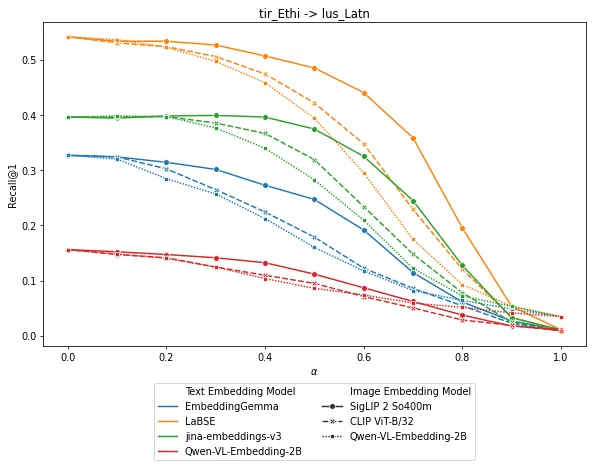 tir_Ethi -> lus_Latn
Recall@1
0.5
0.4
0.3
0.2
0.1
0.0
0.0 0.2 0.4 0.6 0.8 1.0
α
Text Embedding Model
EmbeddingGemma
LaBSE
jina-embeddings-v3
Qwen-VL-Embedding-2B
Image Embedding Model
SigLIP 2 So400m
CLIP ViT-B/32
Qwen-VL-Embedding-2B